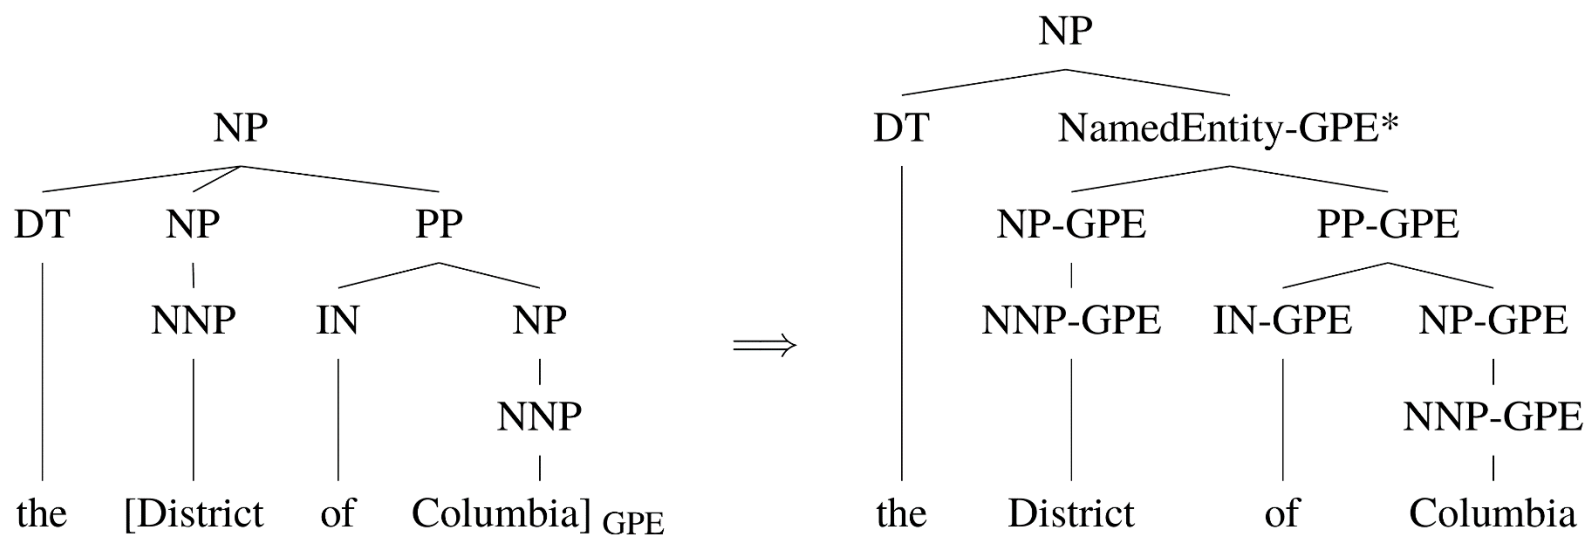 NP
DT NP PP
NNP IN NP
NNP
the [District of Columbia] GPE
⟹
NP
DT NamedEntity-GPE*
NP-GPE PP-GPE
NNP-GPE IN-GPE NP-GPE
NNP-GPE
the District of Columbia